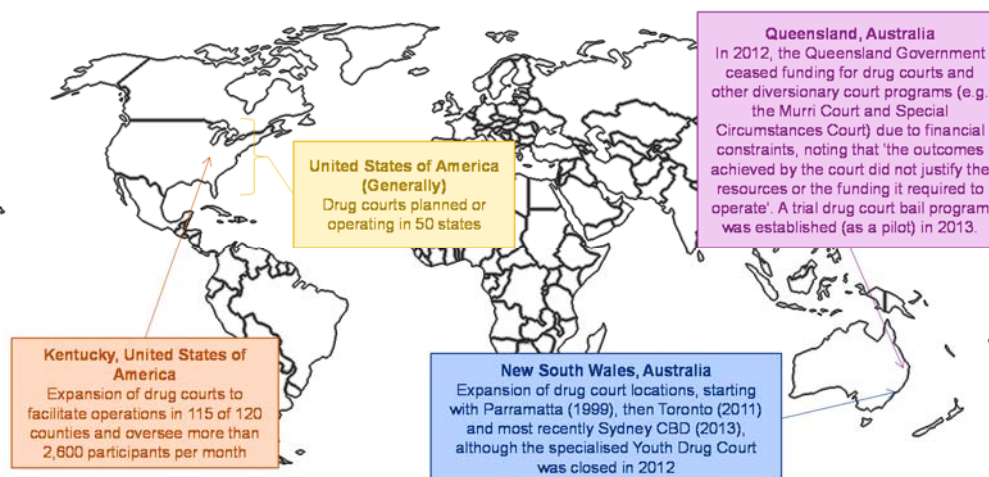 Queensland, Australia
In 2012, the Queensland Government
ceased funding for drug courts and
other diversionary court programs (e.g.
the Murri Court and Special
Circumstances Court) due to financial
constraints, noting that 'the outcomes
achieved by the court did not justify the
resources or the funding it required to
operate'. A trial drug court bail program
was established (as a pilot) in 2013.
United States of America
(Generally)
Drug courts planned or
operating in 50 states
Kentucky, United States of
America
Expansion of drug courts to
facilitate operations in 115 of 120
counties and oversee more than
2,600 participants per month
New South Wales, Australia
Expansion of drug court locations, starting
with Parramatta (1999), then Toronto (2011)
and most recently Sydney CBD (2013),
although the specialised Youth Drug Court
was closed in 2012